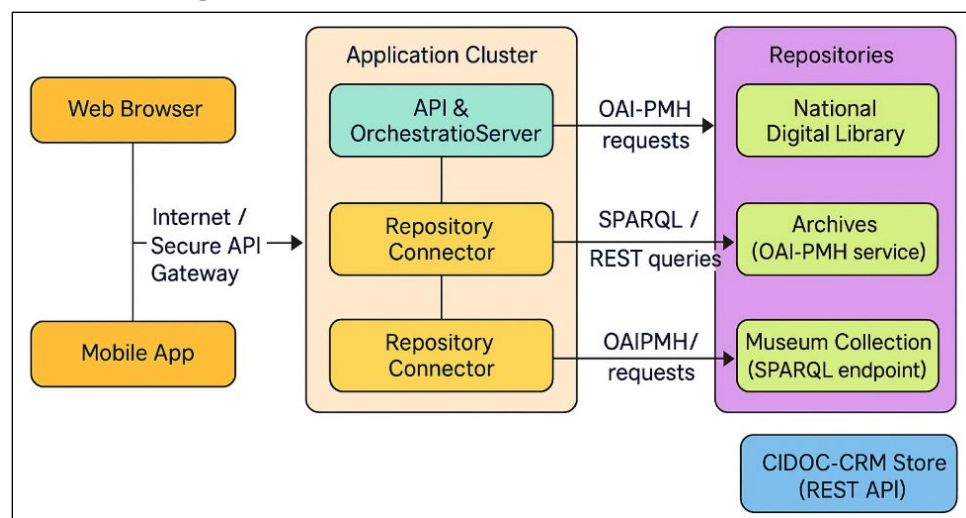 Application Cluster
Repositories
Web Browser
API &
OrchestratioServer
OAI-PMH
requests
National
Digital Library
Internet /
Secure API
Gateway
Repository
Connector
SPARQL /
REST queries
Archives
(OAI-PMH service)
Mobile App
Repository
Connector
OAIPMH/
requests
Museum Collection
(SPARQL endpoint)
CIDOC-CRM Store
(REST API)